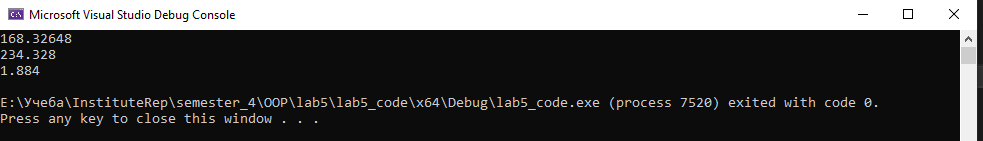 Microsoft Visual Studio Debug Console
168.32648
234.328
1.884
E:\Учеба\InstituteRep\semester_4\OOP\lab5\lab5_code\x64\Debug\lab5_code.exe (process 7520) exited with code 0.
Press any key to close this window . . .